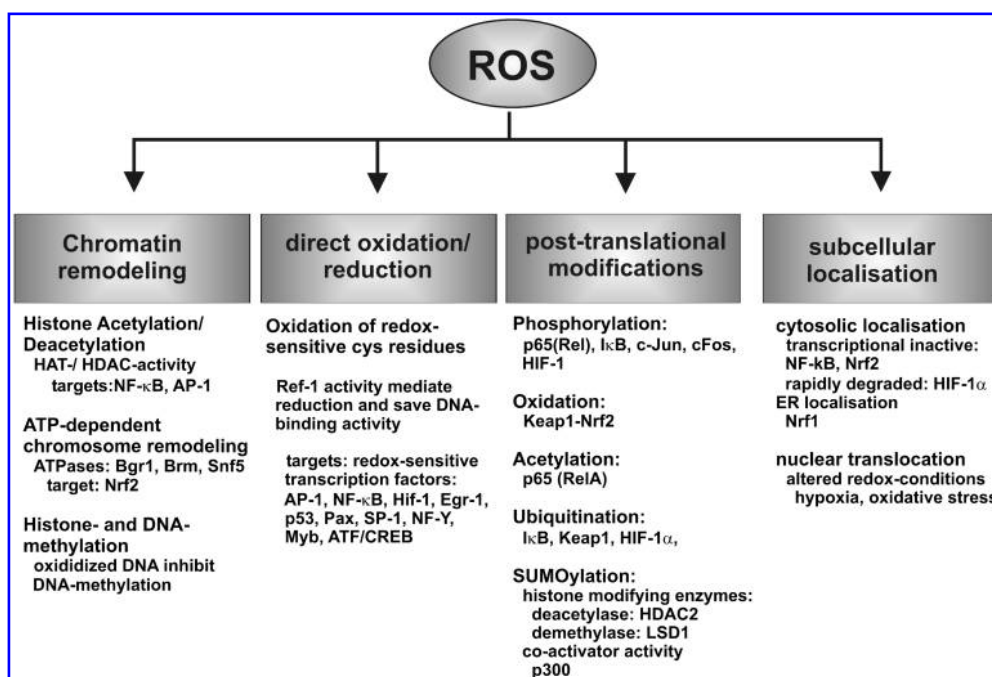 ROS
Chromatin
remodeling
Histone Acetylation/
Deacetylation
HAT-/ HDAC-activity
targets:NF-κB, AP-1
ATP-dependent
chromosome remodeling
ATPases: Bgr1, Brm, Snf5
target: Nrf2
Histone- and DNA-
methylation
oxididized DNA inhibit
DNA-methylation
direct oxidation/
reduction
Oxidation of redox-
sensitive cys residues
Ref-1 activity mediate
reduction and save DNA-
binding activity
targets: redox-sensitive
transcription factors:
AP-1, NF-κB, Hif-1, Egr-1,
p53, Pax, SP-1, NF-Y,
Myb, ATF/CREB
post-translational
modifications
Phosphorylation:
p65(Rel), IκB, c-Jun, cFos,
HIF-1
Oxidation:
Keap1-Nrf2
Acetylation:
p65 (RelA)
Ubiquitination:
IκB, Keap1, HIF-1α,
SUMOylation:
histone modifying enzymes:
deacetylase: HDAC2
demethylase: LSD1
co-activator activity
p300
subcellular
localisation
cytosolic localisation
transcriptional inactive:
NF-kB, Nrf2
rapidly degraded: HIF-1α
ER localisation
Nrf1
nuclear translocation
altered redox-conditions
hypoxia, oxidative stress